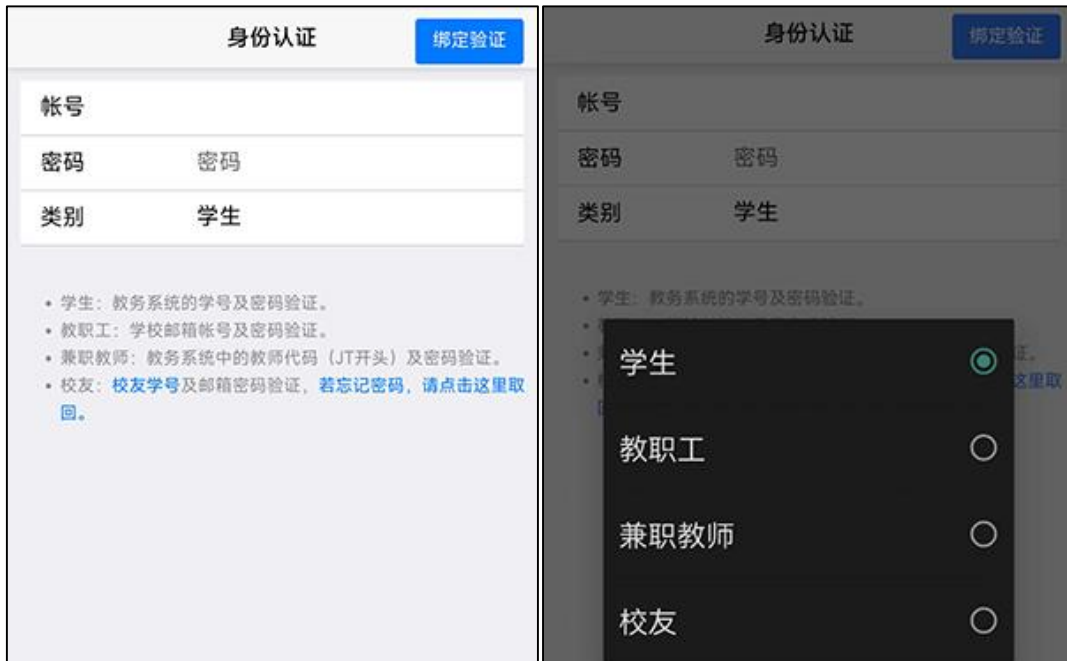 身份认证
绑定验证
帐号
密码 密码
类别 学生
• 学生：教务系统的学号及密码验证。
• 教职工：学校邮箱帐号及密码验证。
• 兼职教师：教务系统中的教师代码（JT开头）及密码验证。
• 校友：校友学号及邮箱密码验证，若忘记密码，请点击这里取
回。
身份认证
绑定验证
帐号
密码 密码
类别 学生
• 学生：教务系统的学号及密码验证。
证。
这里取
学生
教职工
兼职教师
校友